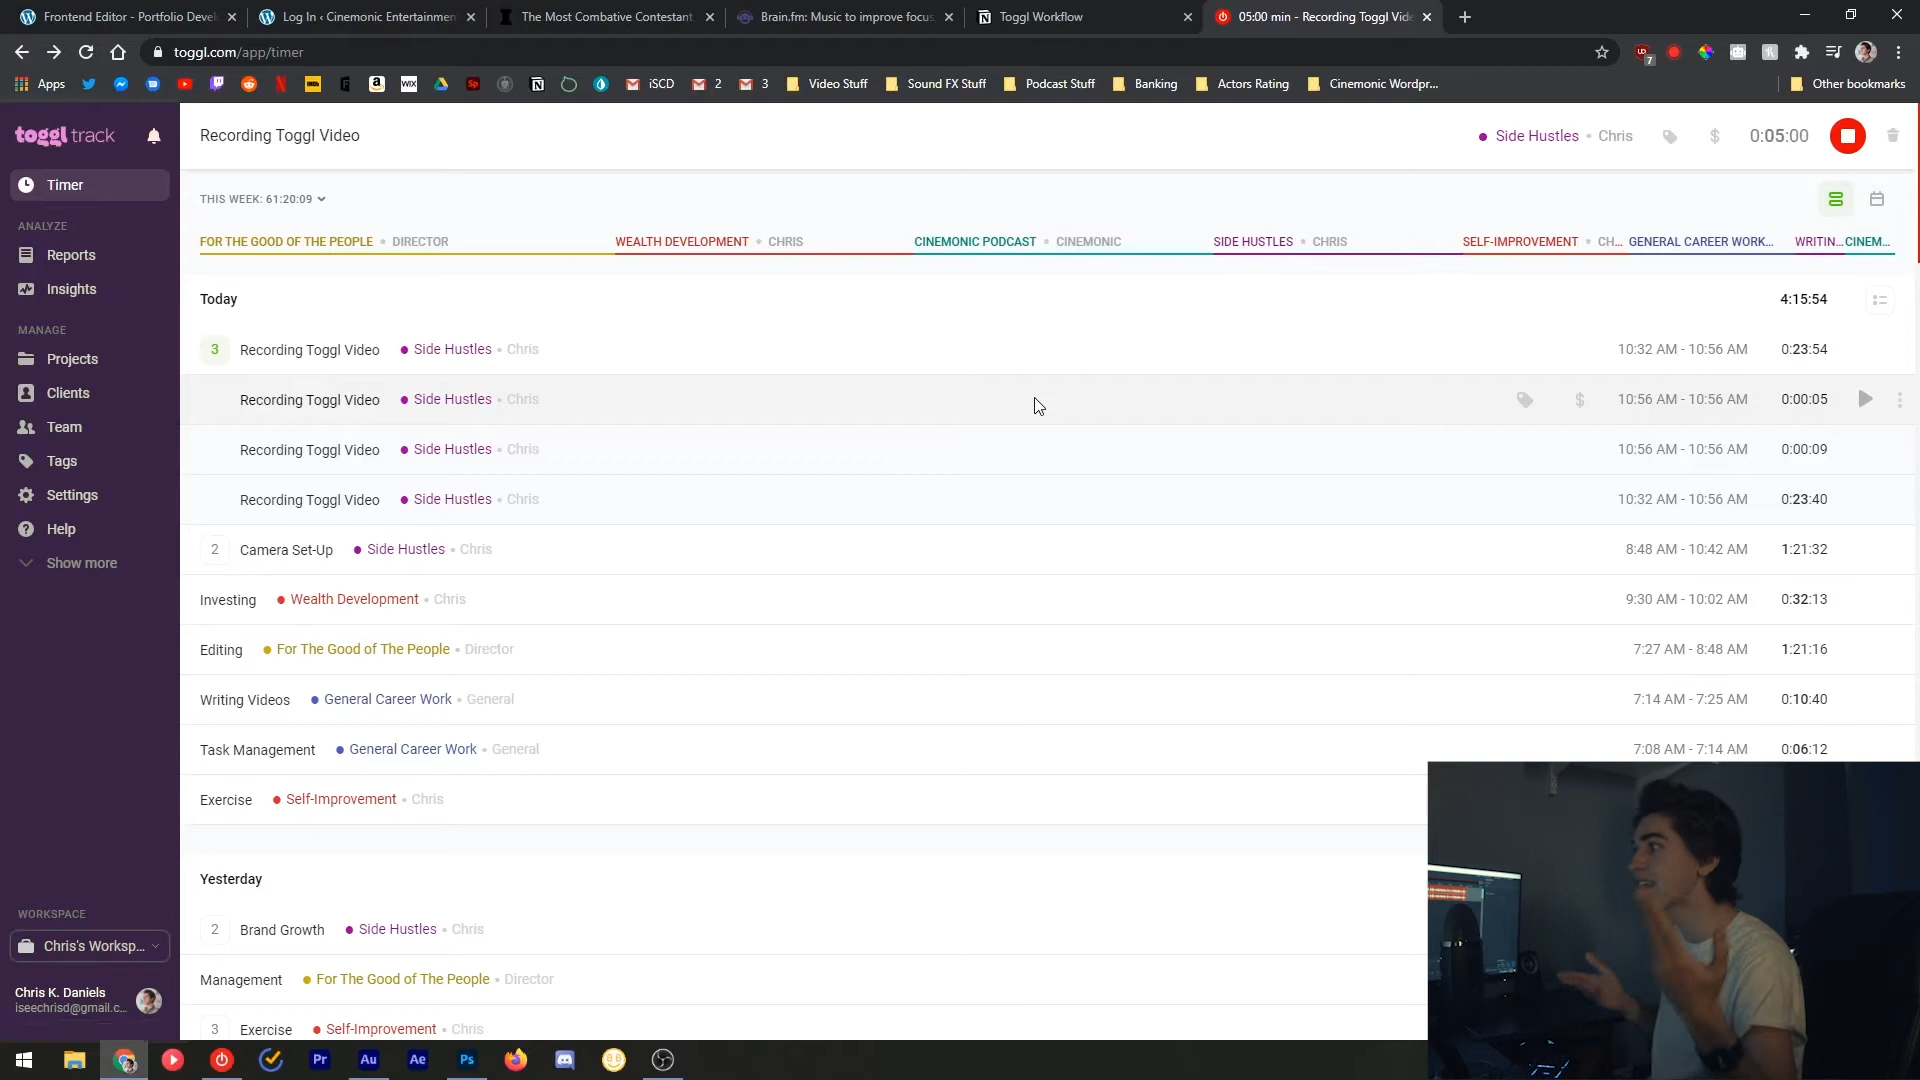 Frontend Editor - Portfolio Devel
Log In ‹ Cinemonic Entertainmen
The Most Combative Contestant
Brain.fm: Music to improve focus,
Toggl Workflow
05:00 min - Recording Toggl Vide
toggl.com/app/timer
7
Apps
iSCD
2
3
Video Stuff
Sound FX Stuff
Podcast Stuff
Banking
Actors Rating
Cinemonic Wordpr...
Other bookmarks
toggl track
Recording Toggl Video
Side Hustles • Chris
$
0:05:00
Timer
ANALYZE
Reports
Insights
MANAGE
Projects
Clients
Team
Tags
Settings
Help
Show more
WORKSPACE
Chris's Worksp...
Chris K. Daniels
iseechrisd@gmail.c...
THIS WEEK: 61:20:09
FOR THE GOOD OF THE PEOPLE • DIRECTOR
WEALTH DEVELOPMENT • CHRIS
CINEMONIC PODCAST • CINEMONIC
SIDE HUSTLES • CHRIS
SELF-IMPROVEMENT • CH...
GENERAL CAREER WORK...
WRITIN...
CINEM...
Today 4:15:54
3 Recording Toggl Video Side Hustles • Chris 10:32 AM - 10:56 AM 0:23:54
Recording Toggl Video Side Hustles • Chris $ 10:56 AM - 10:56 AM 0:00:05
Recording Toggl Video Side Hustles • Chris 10:56 AM - 10:56 AM 0:00:09
Recording Toggl Video Side Hustles • Chris 10:32 AM - 10:56 AM 0:23:40
2 Camera Set-Up Side Hustles • Chris 8:48 AM - 10:42 AM 1:21:32
Investing Wealth Development • Chris 9:30 AM - 10:02 AM 0:32:13
Editing For The Good of The People • Director 7:27 AM - 8:48 AM 1:21:16
Writing Videos General Career Work • General 7:14 AM - 7:25 AM 0:10:40
Task Management General Career Work • General 7:08 AM - 7:14 AM 0:06:12
Exercise Self-Improvement • Chris
Yesterday
2 Brand Growth Side Hustles • Chris
Management For The Good of The People • Director
3 Exercise Self-Improvement • Chris
Pr
Au
Ae
Ps